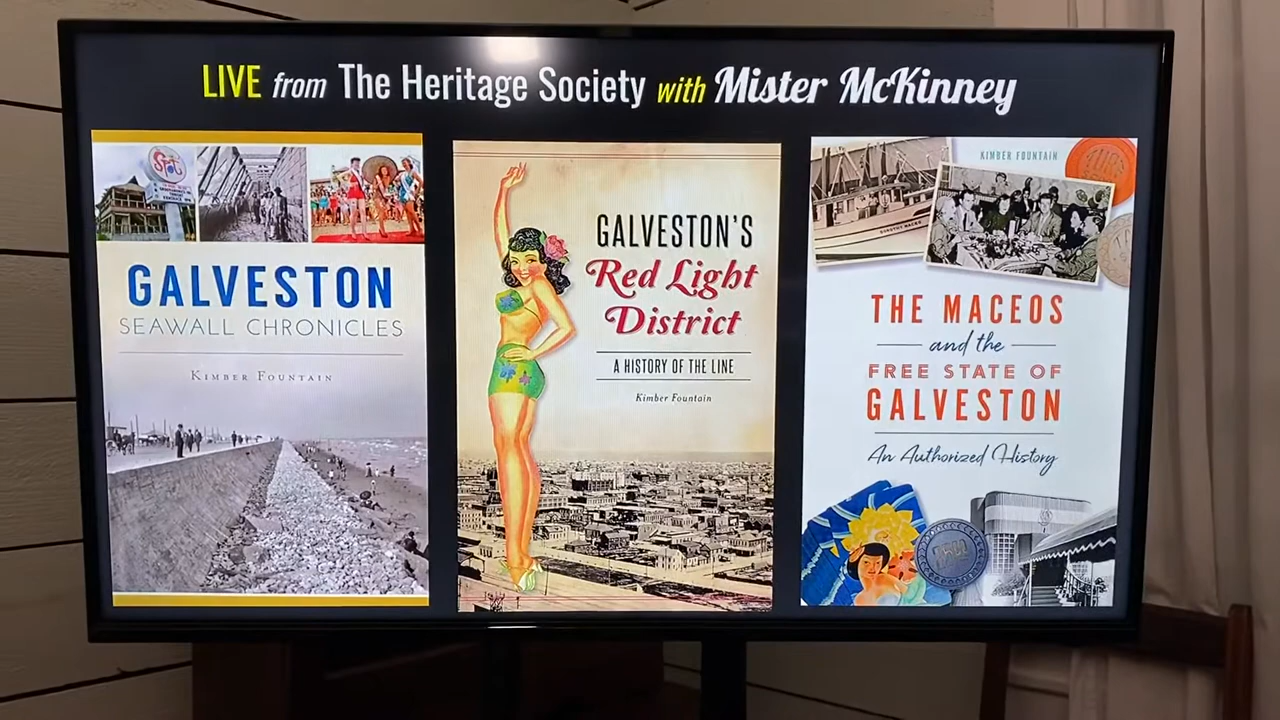 LIVE from The Heritage Society with Mister McKinney
Spot
GALVESTON
SEAWALL CHRONICLES
KIMBER FOUNTAIN
GALVESTON'S
Red Light
District
A HISTORY OF THE LINE
Kimber Fountain
KIMBER FOUNTAIN
THE MACEOS
and the
FREE STATE OF
GALVESTON
An Authorized History